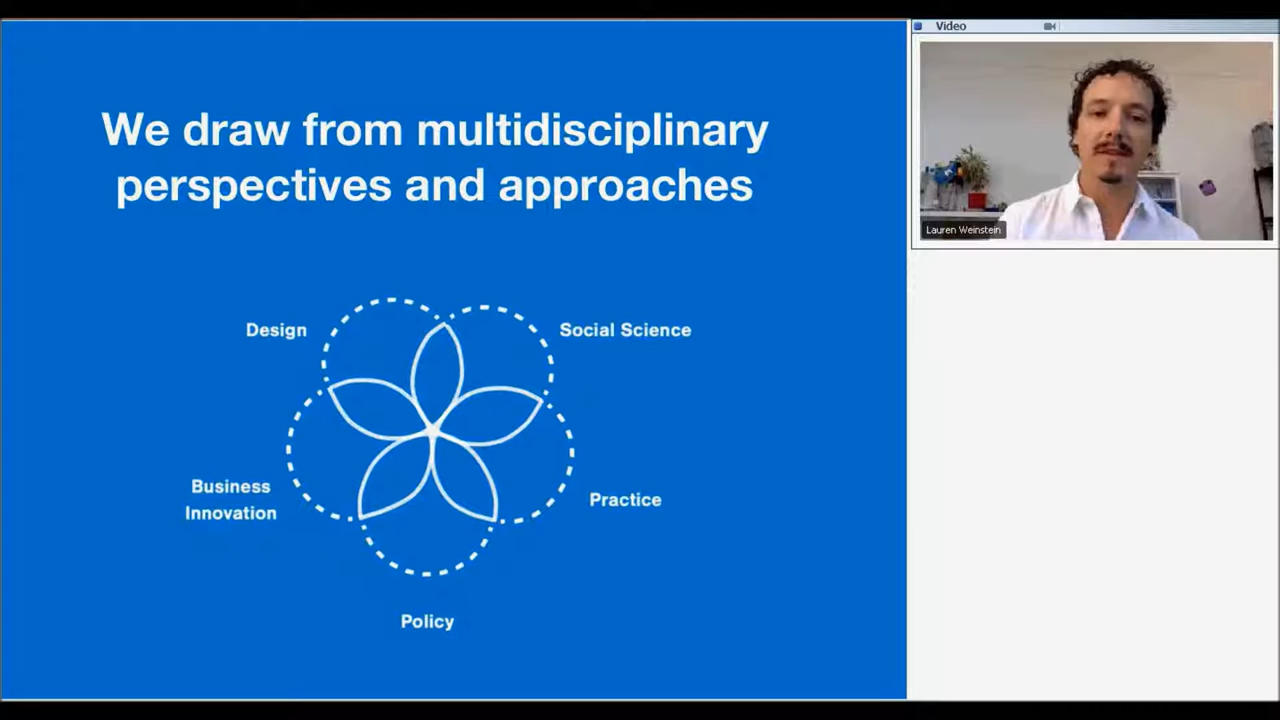 We draw from multidisciplinary
perspectives and approaches
Design
Social Science
Business
Innovation
Practice
Policy
Video
Lauren Weinstein